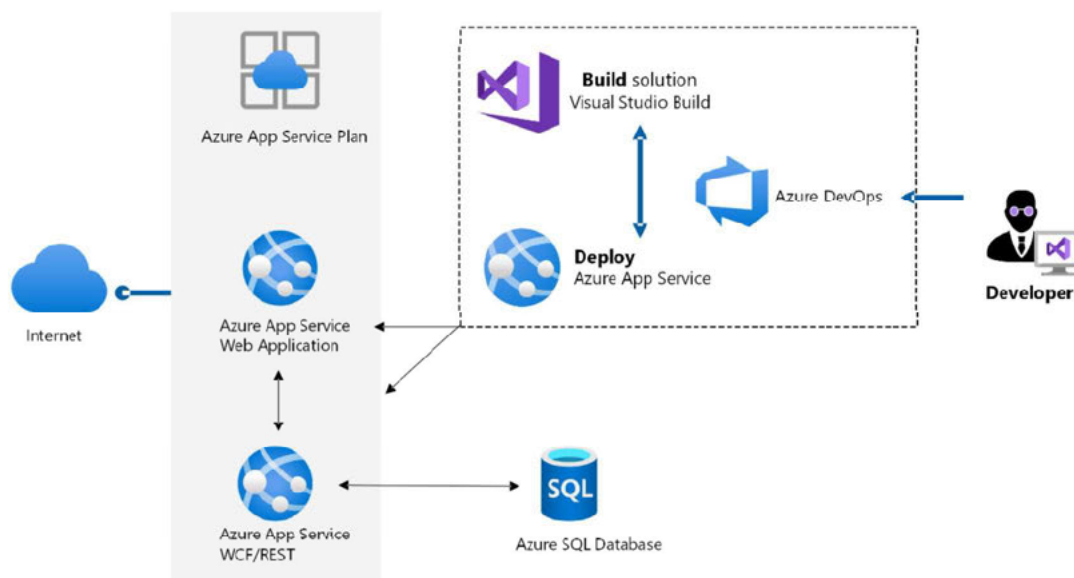 Azure App Service Plan
Build solution
Visual Studio Build
Azure DevOps
Deploy
Azure App Service
Developer
Internet
Azure App Service
Web Application
Azure App Service
WCF/REST
SQL
Azure SQL Database